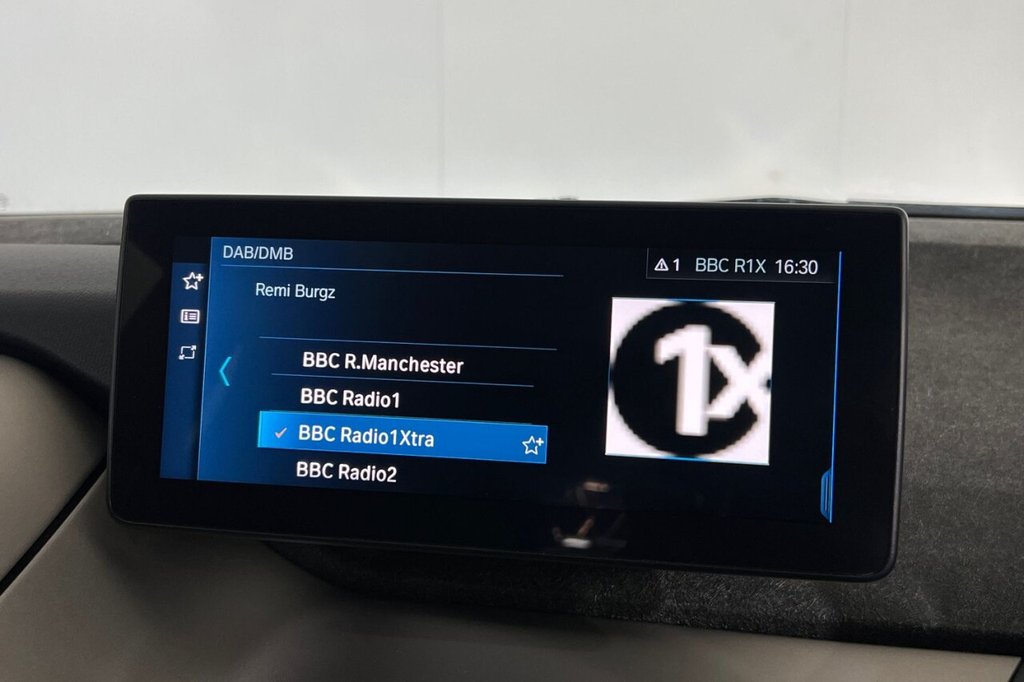 DAB/DMB
1 BBC R1X 16:30
Remi Burgz
BBC R.Manchester
BBC Radio1
BBC Radio1Xtra
BBC Radio2
1X